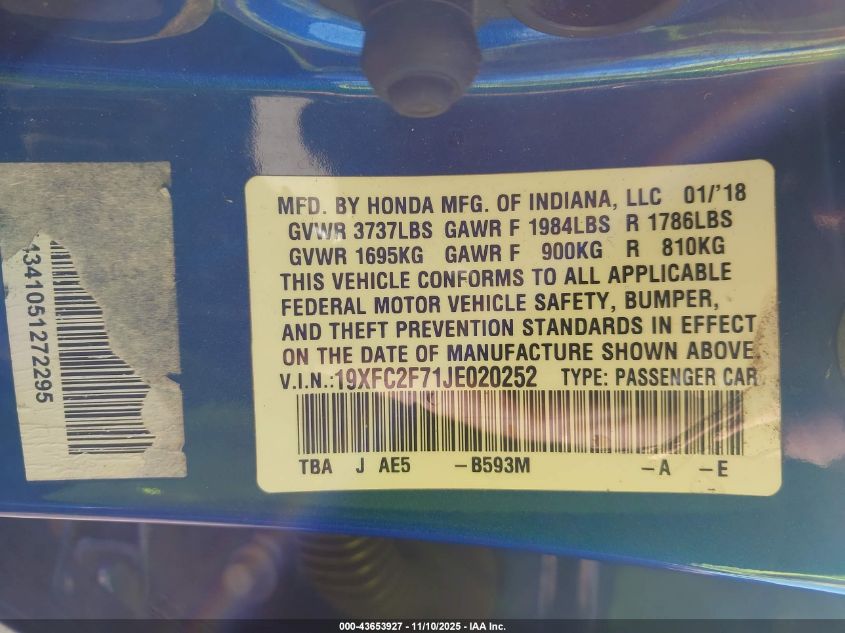 MFD. BY HONDA MFG. OF INDIANA, LLC 01/'18
GVWR 3737LBS GAWR F 1984LBS R 1786LBS
GVWR 1695KG GAWR F 900KG R 810KG
THIS VEHICLE CONFORMS TO ALL APPLICABLE
FEDERAL MOTOR VEHICLE SAFETY, BUMPER,
AND THEFT PREVENTION STANDARDS IN EFFECT
ON THE DATE OF MANUFACTURE SHOWN ABOVE.
V.I.N.:19XFC2F71JE020252 TYPE: PASSENGER CAR
TBA J AE5 -B593M -A -E
4341051272295
000-43653927 - 11/10/2025 - IAA Inc.